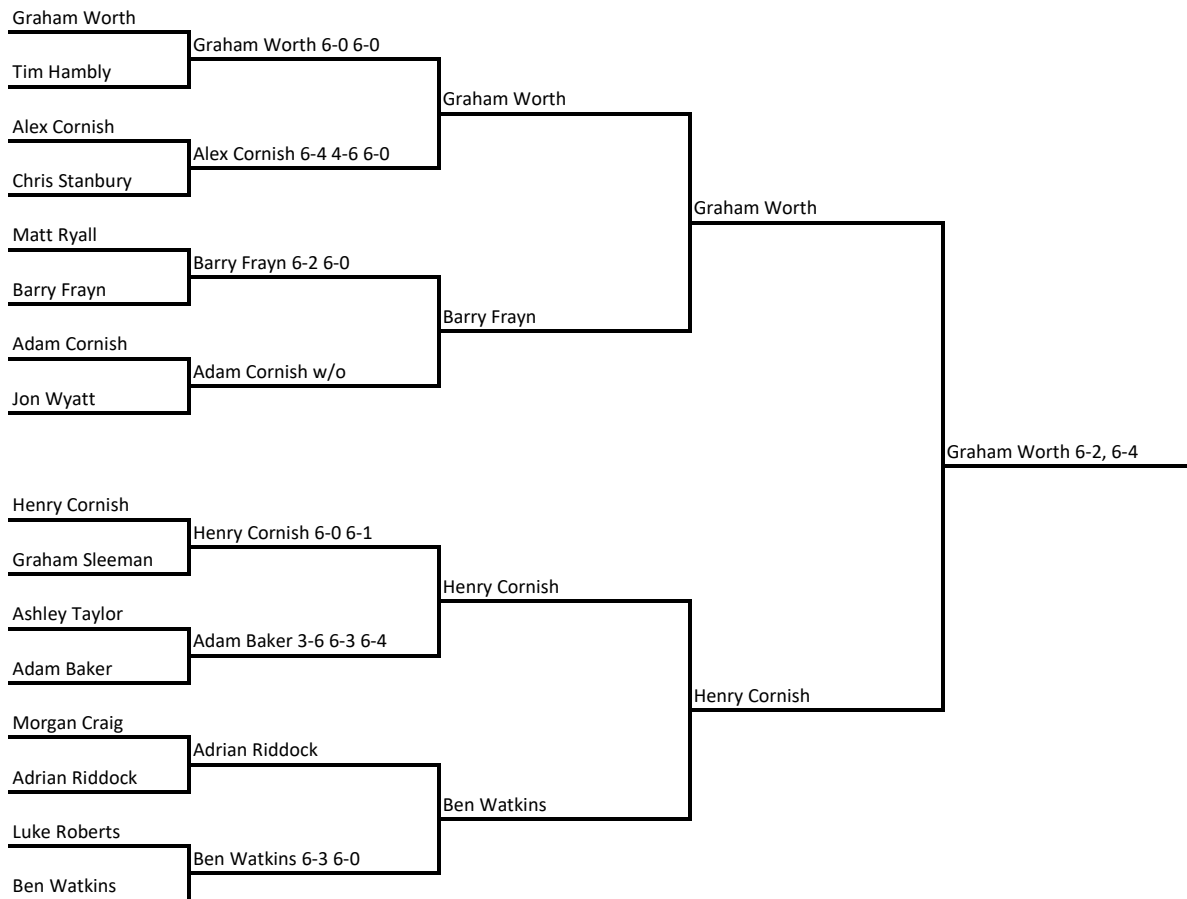 Graham Worth
Graham Worth 6-0 6-0
Tim Hambly
Graham Worth
Alex Cornish
Alex Cornish 6-4 4-6 6-0
Chris Stanbury
Graham Worth
Matt Ryall
Barry Frayn 6-2 6-0
Barry Frayn
Barry Frayn
Adam Cornish
Adam Cornish w/o
Jon Wyatt
Graham Worth 6-2, 6-4
Henry Cornish
Henry Cornish 6-0 6-1
Graham Sleeman
Henry Cornish
Ashley Taylor
Adam Baker 3-6 6-3 6-4
Adam Baker
Henry Cornish
Morgan Craig
Adrian Riddock
Adrian Riddock
Ben Watkins
Luke Roberts
Ben Watkins 6-3 6-0
Ben Watkins